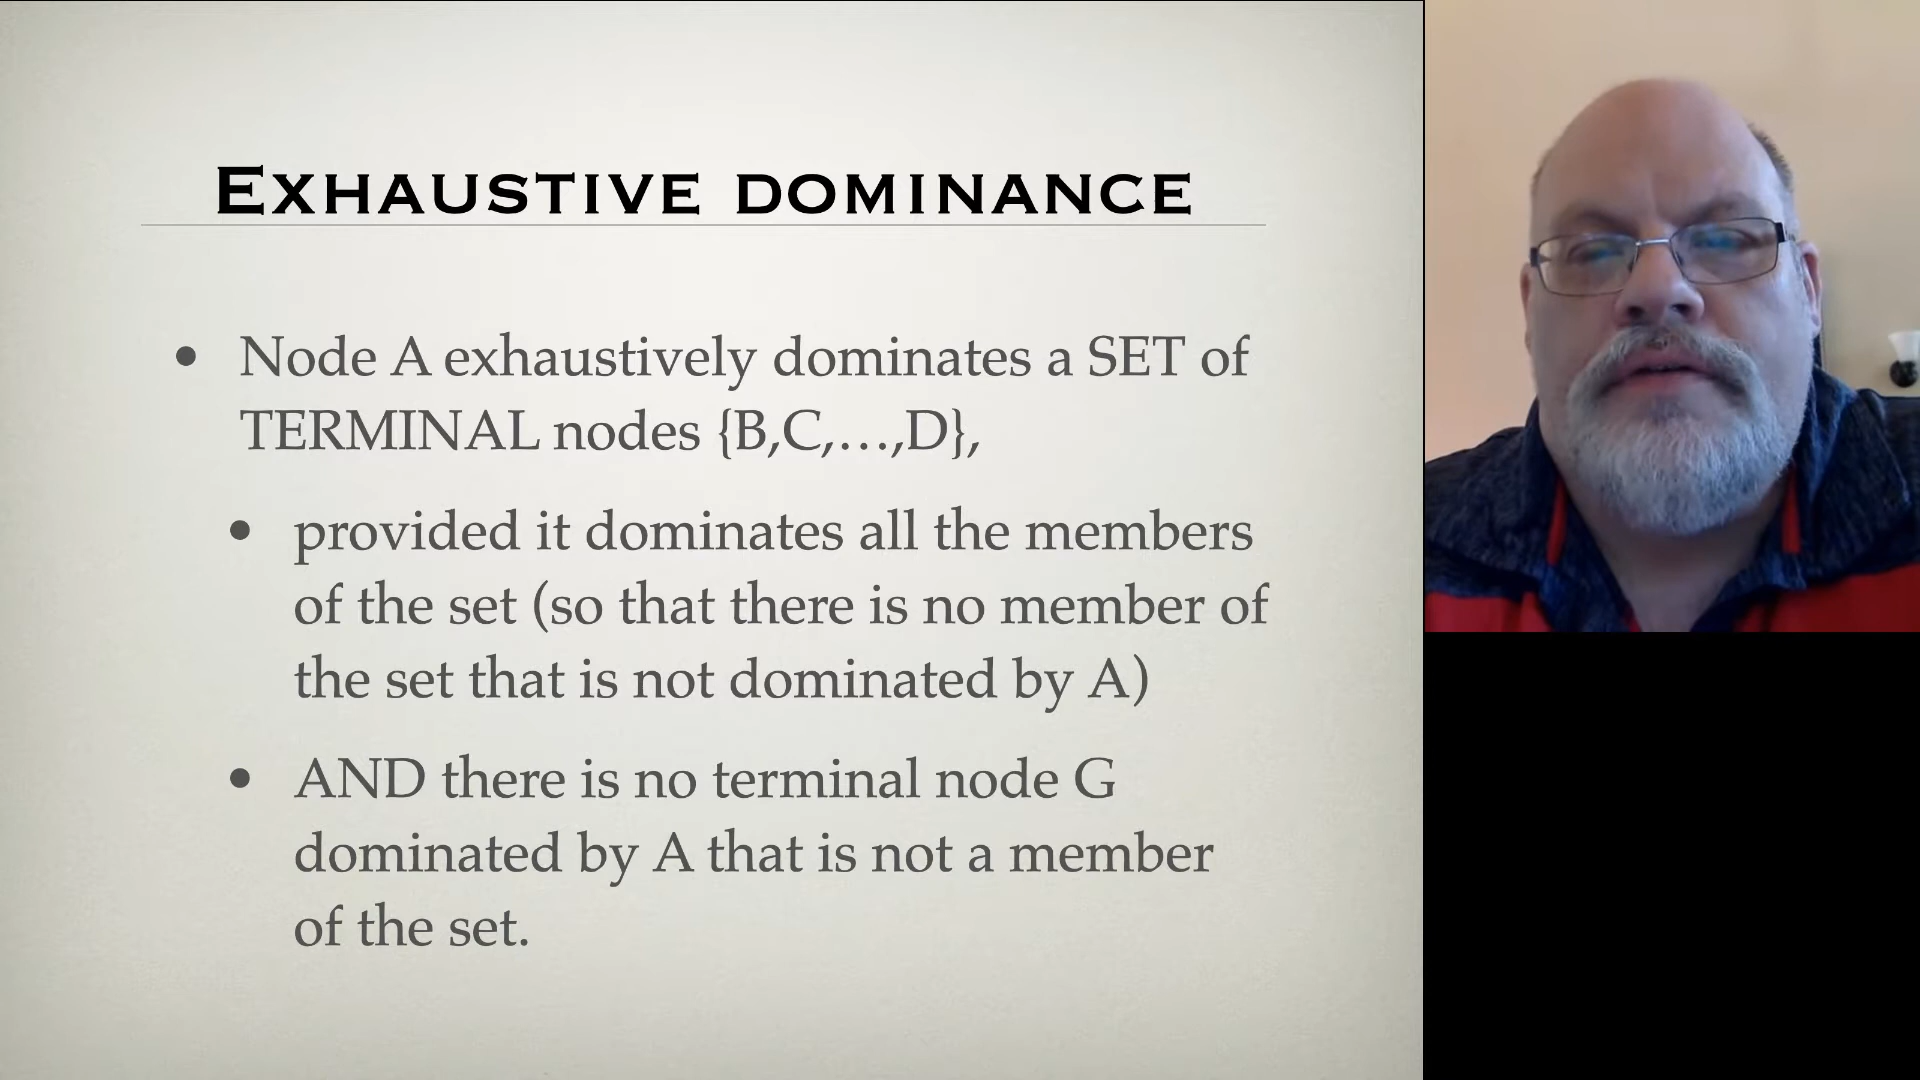 EXHAUSTIVE DOMINANCE
• Node A exhaustively dominates a SET of
TERMINAL nodes {B,C,…,D},
• provided it dominates all the members
of the set (so that there is no member of
the set that is not dominated by A)
• AND there is no terminal node G
dominated by A that is not a member
of the set.